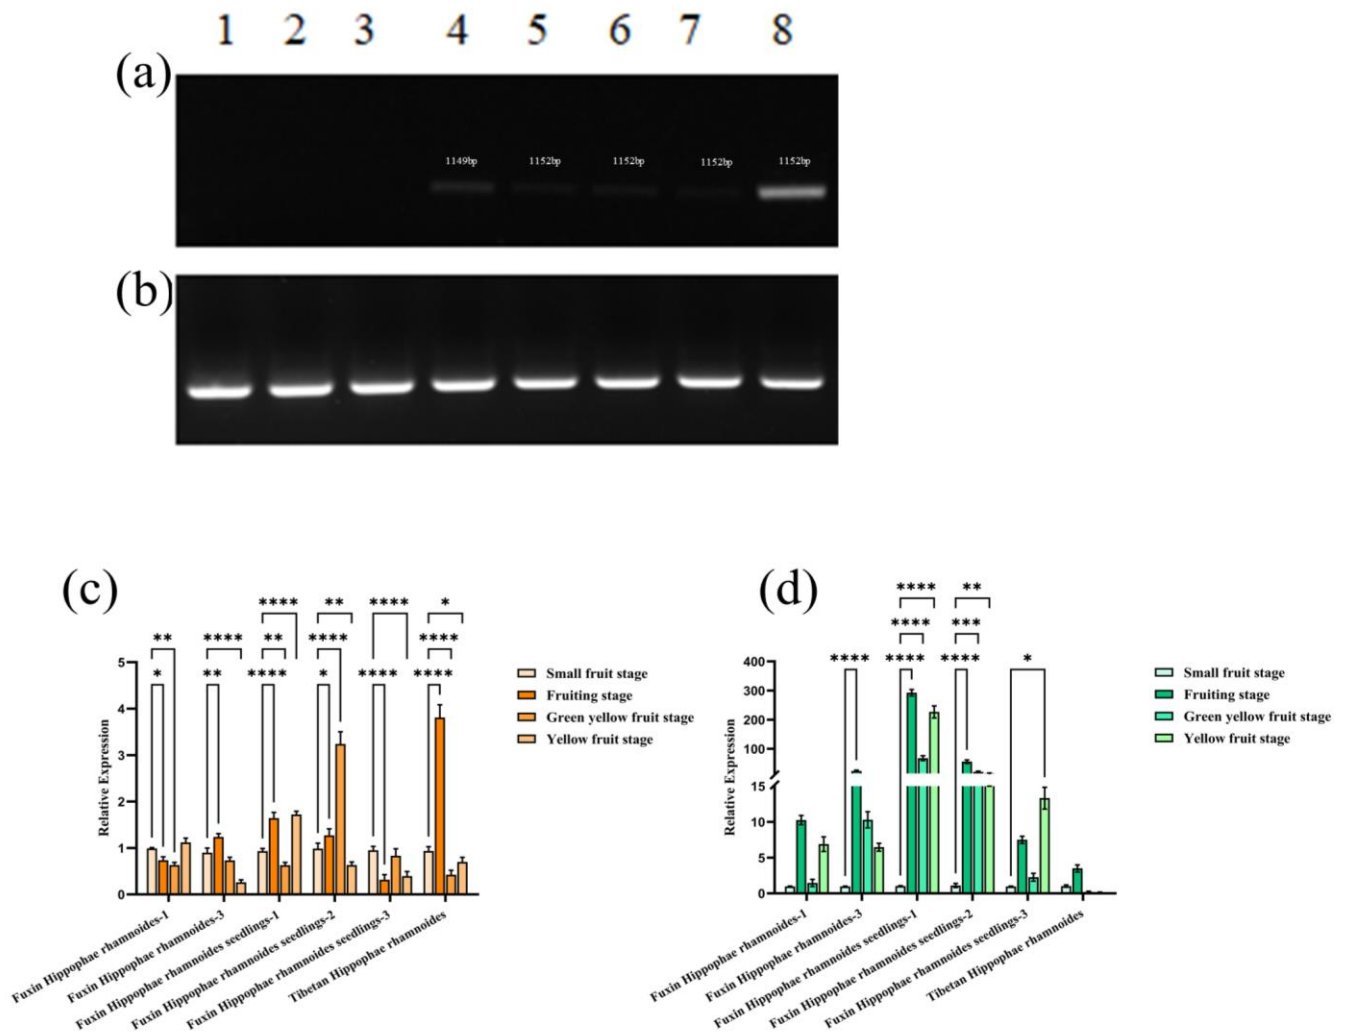 1 2 3 4 5 6 7 8
(a)
1149bp 1152bp 1152bp 1152bp 1152bp
(b)
(c)
**** ** **** *
** **** ** **** ****
* ** **** * **** ****
5
4
3
2
1
0
Relative Expression
Small fruit stage
Fruiting stage
Green yellow fruit stage
Yellow fruit stage
Fuxin Hippophae rhamnoides-1
Fuxin Hippophae rhamnoides-3
Fuxin Hippophae rhamnoides seedlings-1
Fuxin Hippophae rhamnoides seedlings-2
Fuxin Hippophae rhamnoides seedlings-3
Tibetan Hippophae rhamnoides
(d)
**** **
**** ***
**** **** **** *
400
300
200
100
15
10
5
0
Relative Expression
Small fruit stage
Fruiting stage
Green yellow fruit stage
Yellow fruit stage
Fuxin Hippophae rhamnoides-1
Fuxin Hippophae rhamnoides-3
Fuxin Hippophae rhamnoides seedlings-1
Fuxin Hippophae rhamnoides seedlings-2
Fuxin Hippophae rhamnoides seedlings-3
Tibetan Hippophae rhamnoides